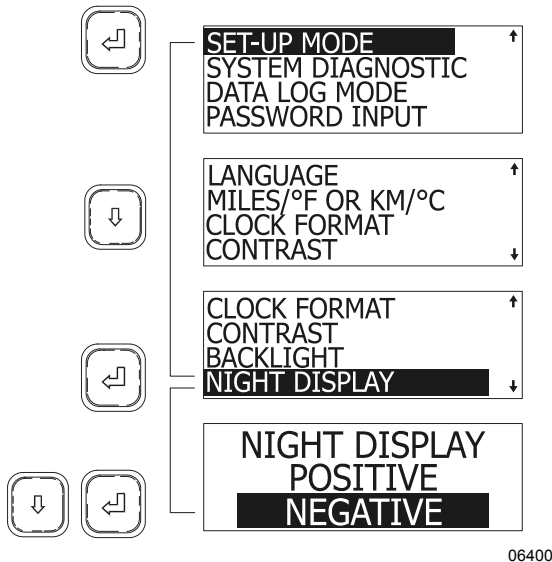 SET-UP MODE
SYSTEM DIAGNOSTIC
DATA LOG MODE
PASSWORD INPUT
LANGUAGE
MILES/°F OR KM/°C
CLOCK FORMAT
CONTRAST
CLOCK FORMAT
CONTRAST
BACKLIGHT
NIGHT DISPLAY
NIGHT DISPLAY
POSITIVE
NEGATIVE
06400